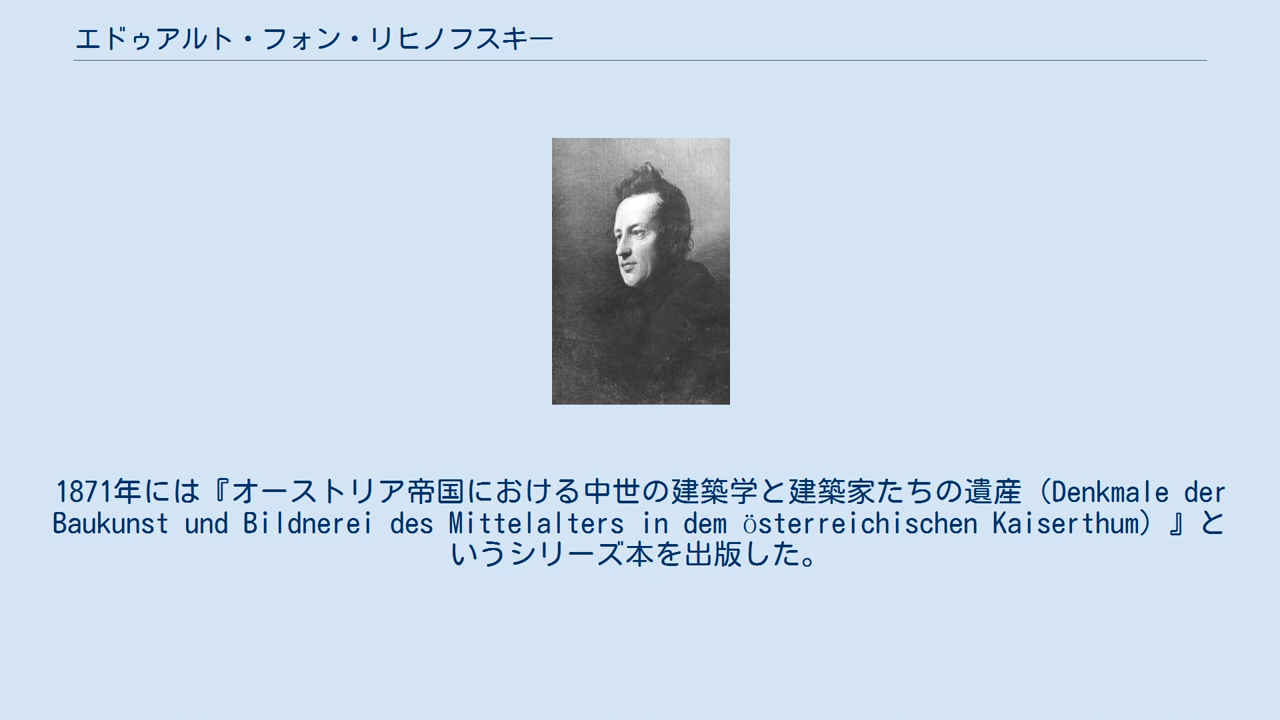 エドゥアルト・フォン・リヒノフスキー
1871年には『オーストリア帝国における中世の建築学と建築家たちの遺産（Denkmale der
Baukunst und Bildnerei des Mittelalters in dem österreichischen Kaiserthum）』と
いうシリーズ本を出版した。